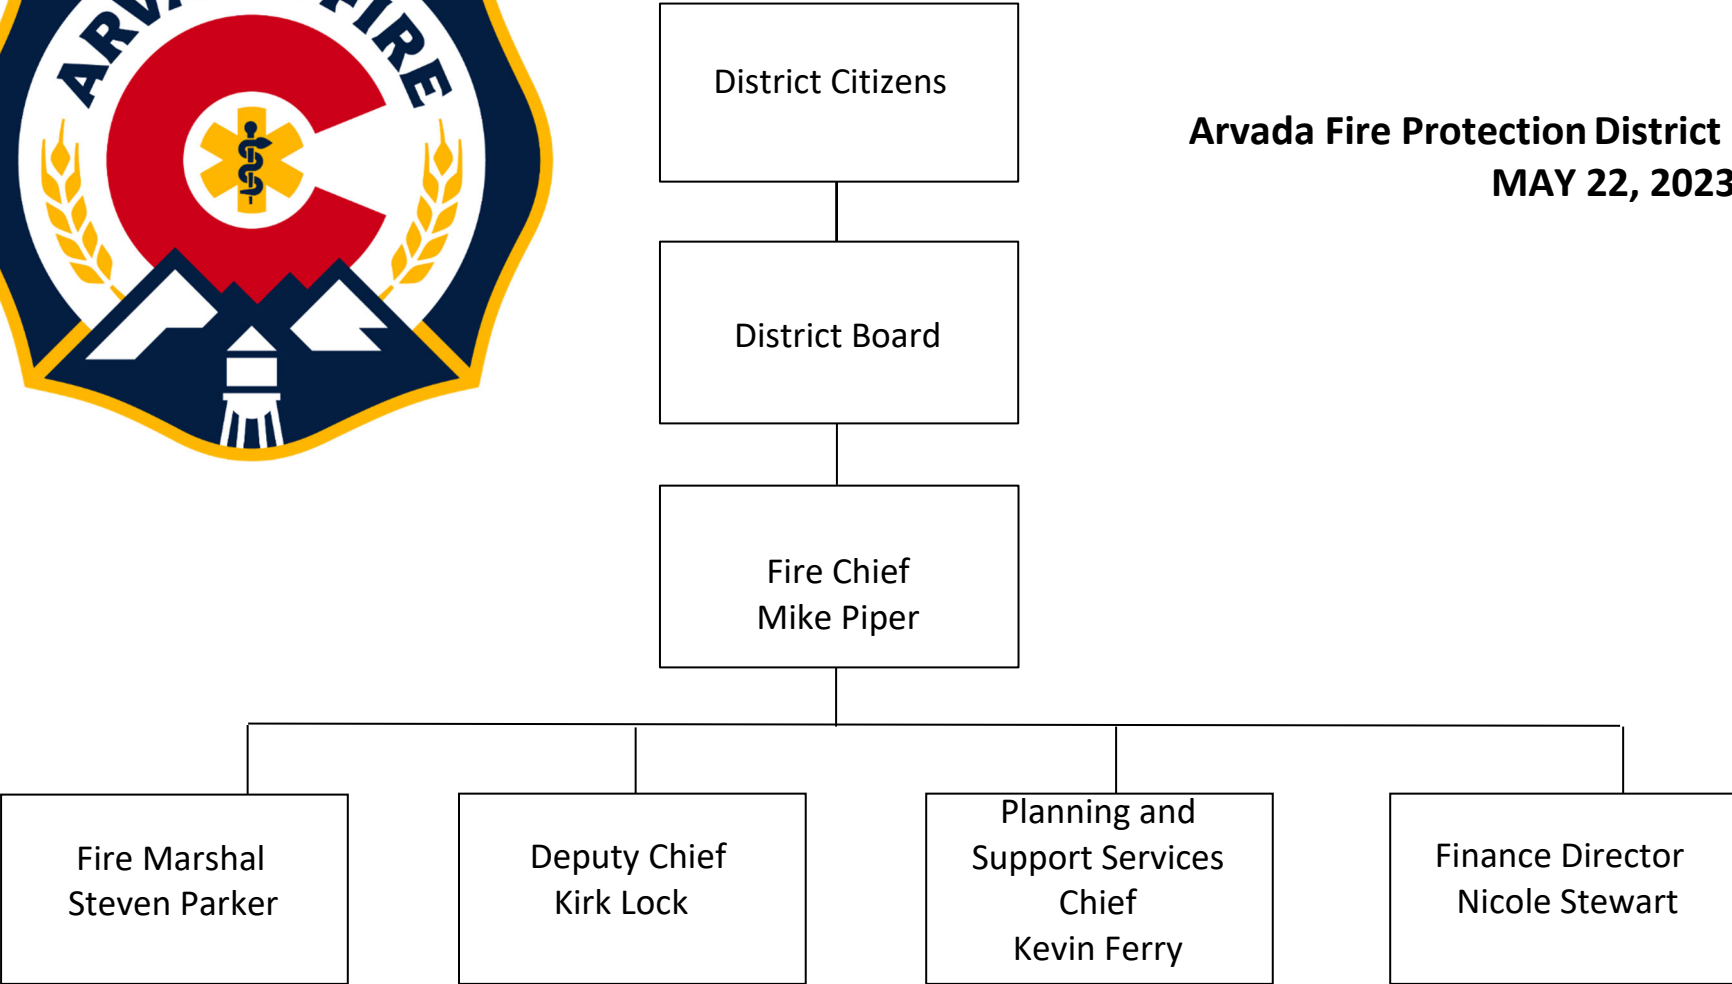 FIRE
District Citizens
Arvada Fire Protection District
MAY 22, 2023
District Board
Fire Chief
Mike Piper
Fire Marshal
Steven Parker
Deputy Chief
Kirk Lock
Planning and
Support Services
Chief
Kevin Ferry
Finance Director
Nicole Stewart